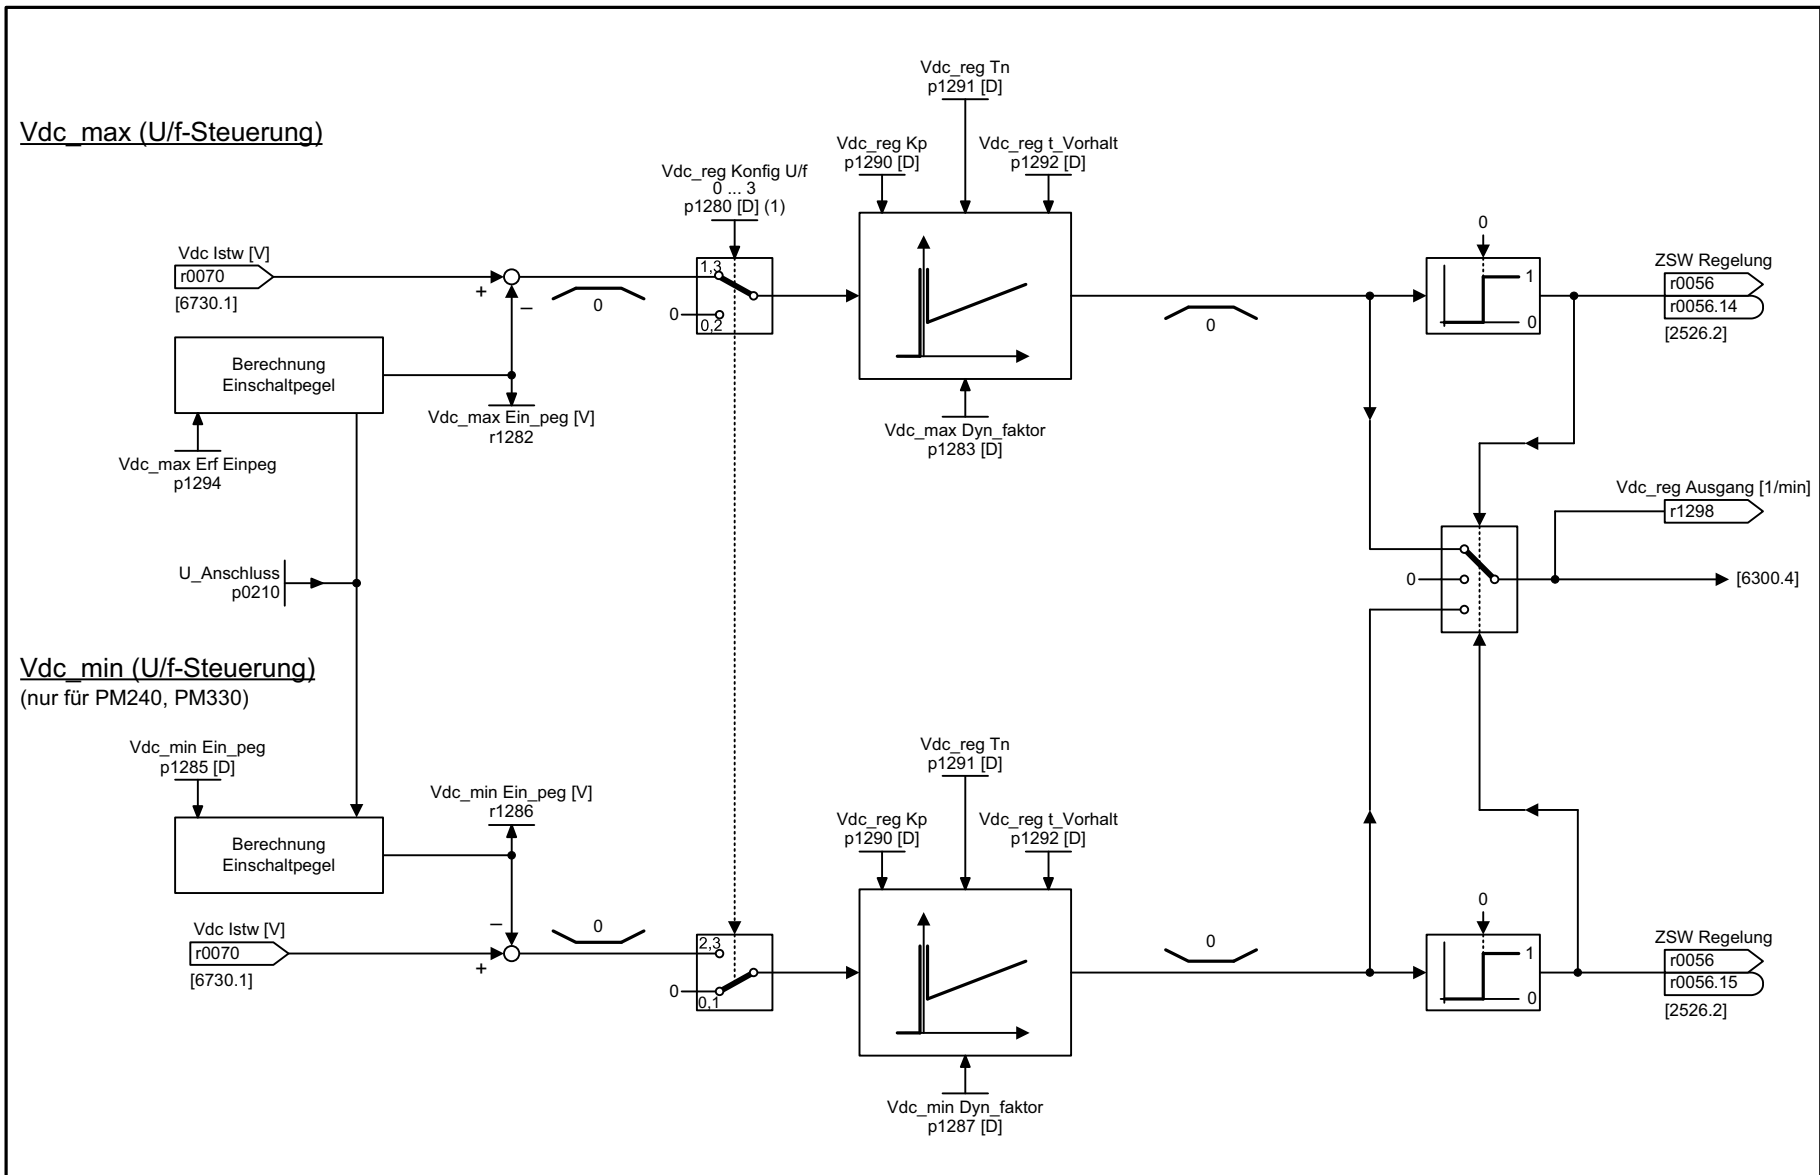 Vdc_max (U/f-Steuerung)
Vdc_reg Tn
p1291 [D]
Vdc_reg Kp
p1290 [D]
Vdc_reg t_Vorhalt
p1292 [D]
Vdc_reg Konfig U/f
0 ... 3
p1280 [D] (1)
Vdc Istw [V]
r0070
[6730.1]
+
–
0
1,3
0
0,2
0
0
1
0
ZSW Regelung
r0056
r0056.14
[2526.2]
Berechnung
Einschaltpegel
Vdc_max Ein_peg [V]
r1282
Vdc_max Erf Einpeg
p1294
Vdc_max Dyn_faktor
p1283 [D]
Vdc_reg Ausgang [1/min]
r1298
0
[6300.4]
U_Anschluss
p0210
Vdc_min (U/f-Steuerung)
(nur für PM240, PM330)
Vdc_min Ein_peg
p1285 [D]
Vdc_min Ein_peg [V]
r1286
Berechnung
Einschaltpegel
Vdc_reg Tn
p1291 [D]
Vdc_reg Kp
p1290 [D]
Vdc_reg t_Vorhalt
p1292 [D]
Vdc Istw [V]
r0070
[6730.1]
–
+
0
2,3
0
0,1
0
0
1
0
ZSW Regelung
r0056
r0056.15
[2526.2]
Vdc_min Dyn_faktor
p1287 [D]